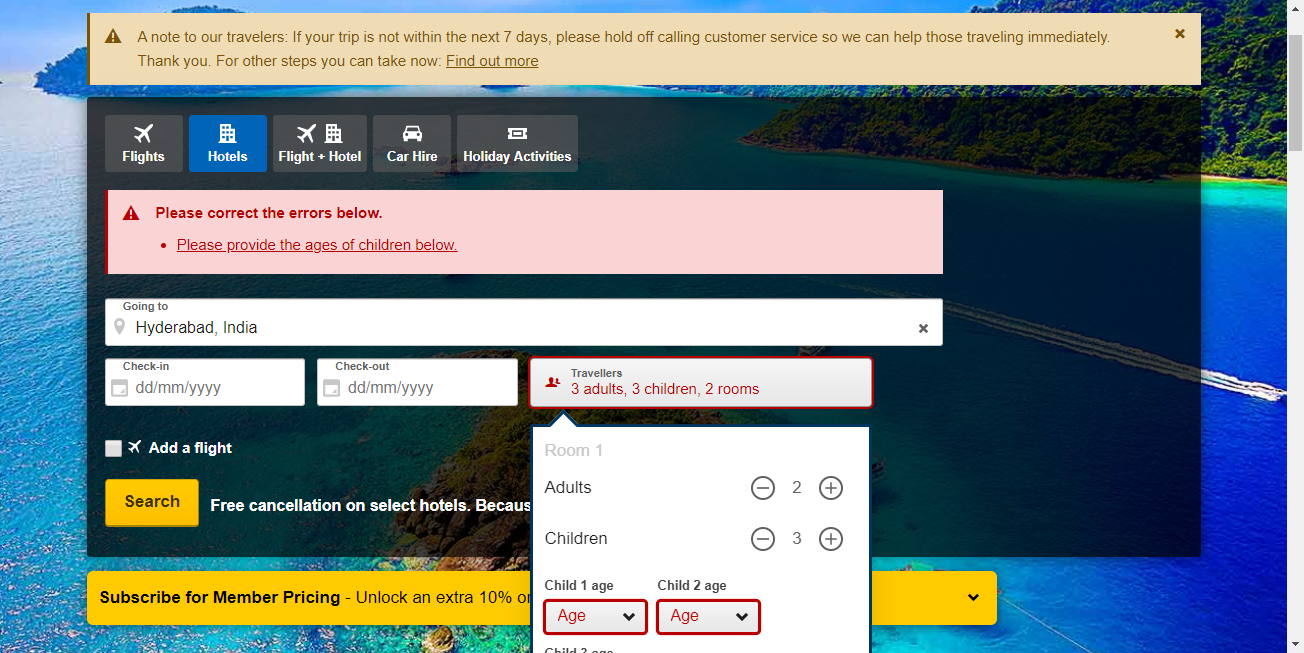 A note to our travelers: If your trip is not within the next 7 days, please hold off calling customer service so we can help those traveling immediately.
Thank you. For other steps you can take now: Find out more
Flights
Hotels
Flight + Hotel
Car Hire
Holiday Activities
Please correct the errors below.
Please provide the ages of children below.
Going to
Hyderabad, India
Check-in
dd/mm/yyyy
Check-out
dd/mm/yyyy
Travellers
3 adults, 3 children, 2 rooms
Add a flight
Search
Free cancellation on select hotels. Becaus
Room 1
Adults
2
Children
3
Child 1 age
Child 2 age
Age
Age
Subscribe for Member Pricing - Unlock an extra 10% or